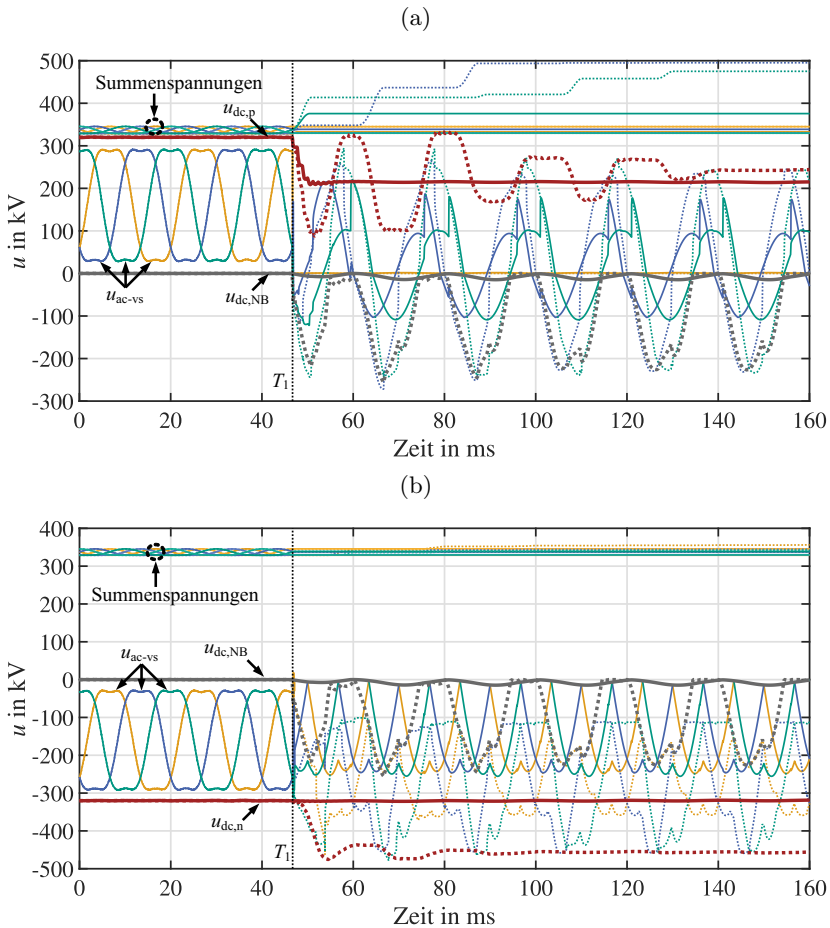 (a)
500
400
300
200
100
0
-100
-200
-300
u in kV
Summenspannungen
u_dc,p
u_ac-vs
u_dc,NB
T_1
0 20 40 60 80 100 120 140 160
Zeit in ms
(b)
400
300
200
100
0
-100
-200
-300
-400
-500
u in kV
Summenspannungen
u_ac-vs
u_dc,NB
u_dc,n
T_1
0 20 40 60 80 100 120 140 160
Zeit in ms